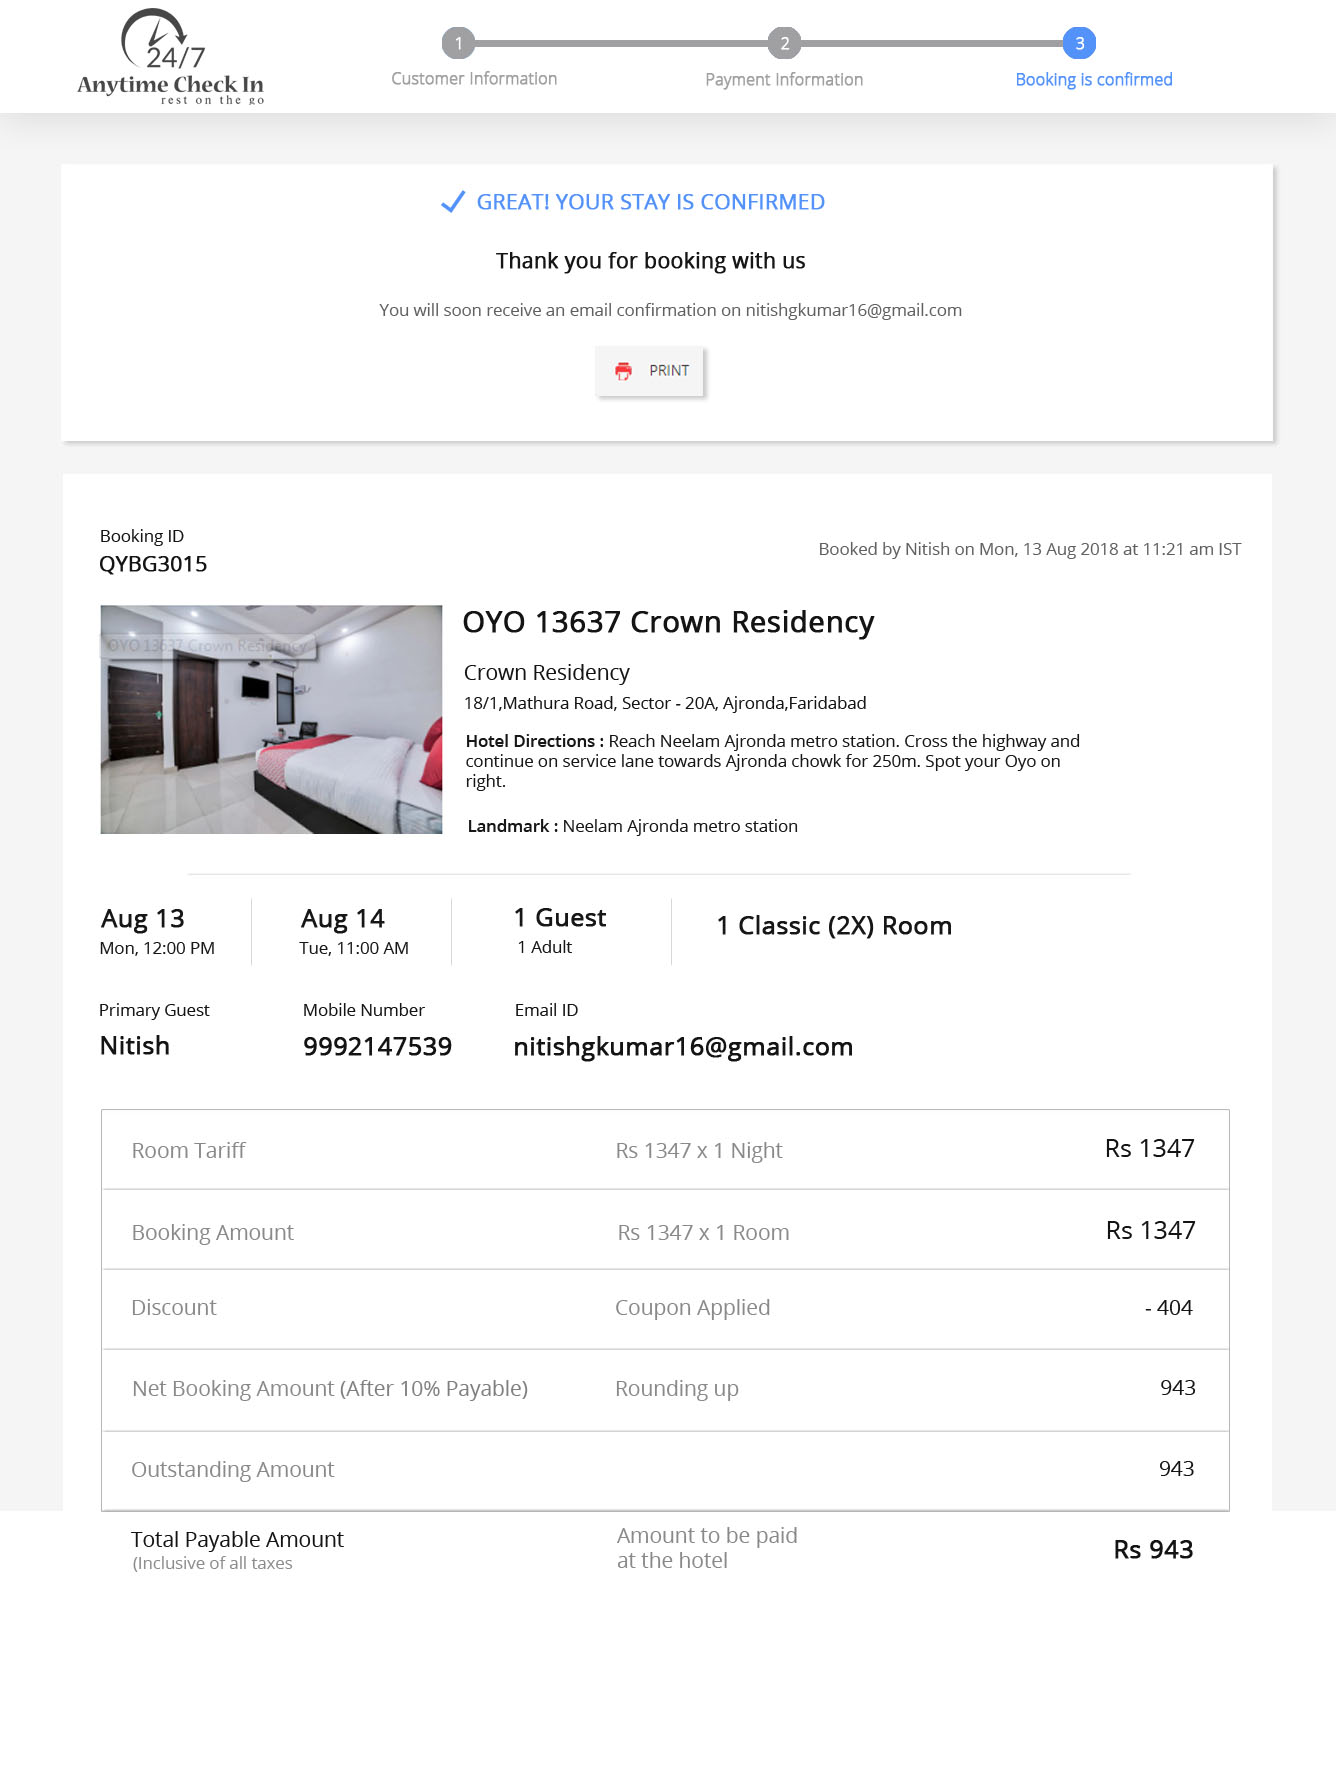 24/7
Anytime Check In
rest on the go
1
2
3
Customer Information
Payment Information
Booking is confirmed
GREAT! YOUR STAY IS CONFIRMED
Thank you for booking with us
You will soon receive an email confirmation on nitishgkumar16@gmail.com
PRINT
Booking ID
QYBG3015
Booked by Nitish on Mon, 13 Aug 2018 at 11:21 am IST
OYO 13637 Crown Residency
OYO 13637 Crown Residency
Crown Residency
18/1,Mathura Road, Sector - 20A, Ajronda,Faridabad
Hotel Directions : Reach Neelam Ajronda metro station. Cross the highway and
continue on service lane towards Ajronda chowk for 250m. Spot your Oyo on
right.
Landmark : Neelam Ajronda metro station
Aug 13
Mon, 12:00 PM
Aug 14
Tue, 11:00 AM
1 Guest
1 Adult
1 Classic (2X) Room
Primary Guest
Nitish
Mobile Number
9992147539
Email ID
nitishgkumar16@gmail.com
Room Tariff Rs 1347 x 1 Night Rs 1347
Booking Amount Rs 1347 x 1 Room Rs 1347
Discount Coupon Applied - 404
Net Booking Amount (After 10% Payable) Rounding up 943
Outstanding Amount 943
Total Payable Amount
(Inclusive of all taxes
Amount to be paid
at the hotel
Rs 943